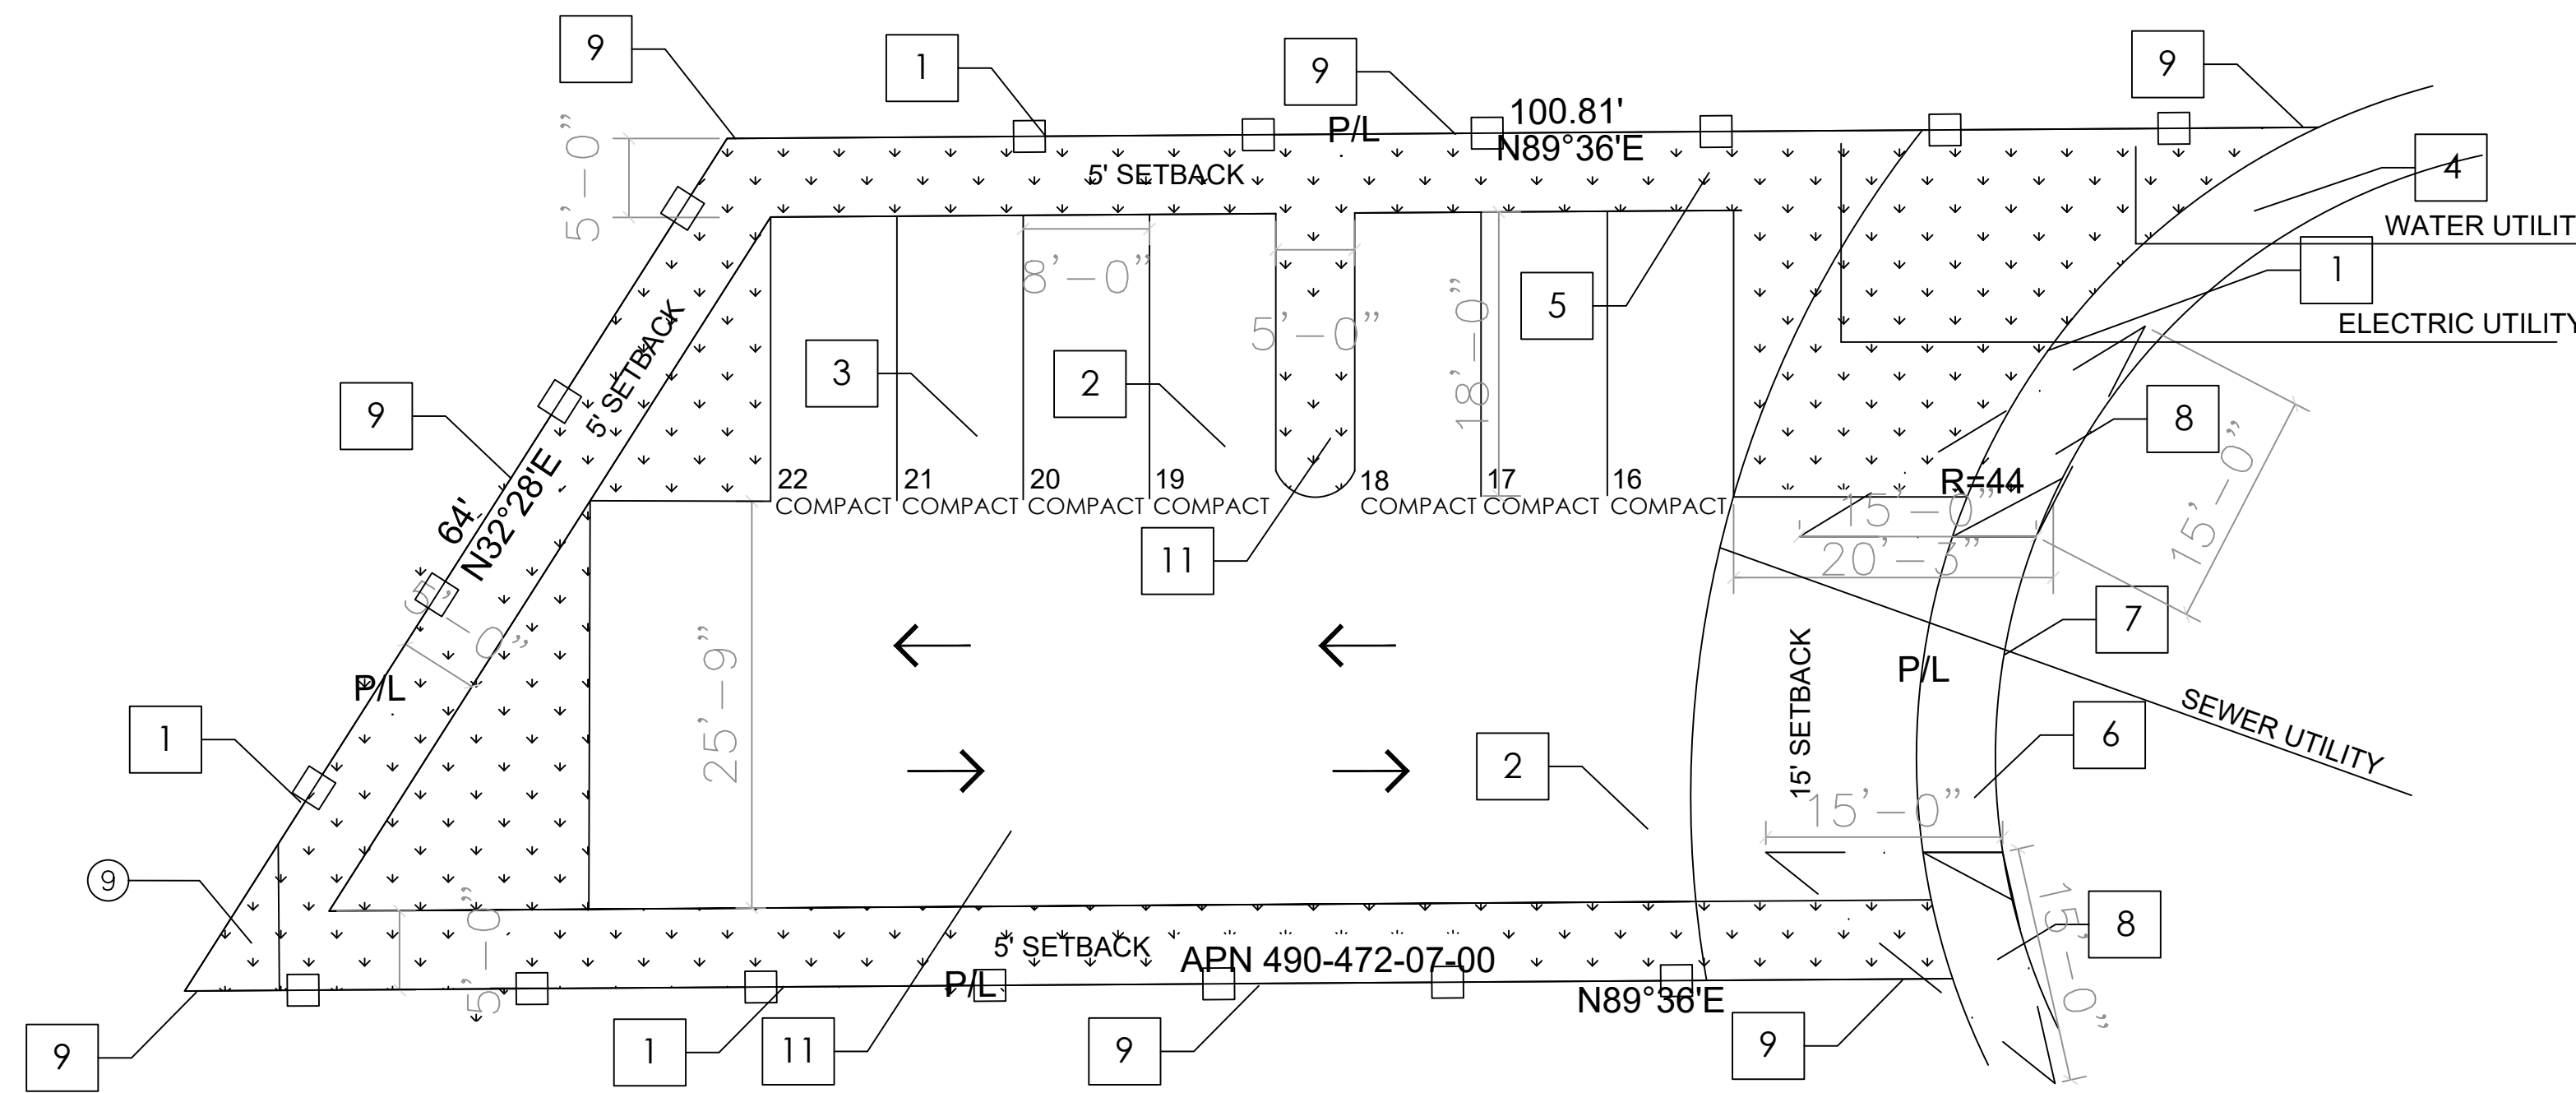 9
1
9
9
100.81'
P/L
N89°36'E
5'-0"
5' SETBACK
4
WATER UTILIT
1
ELECTRIC UTILITY
8'-0"
5'-0"
18'-0"
5
3
2
9
5' SETBACK
8
15'-0"
64'
N32°28'E
22
21
20
19
18
17
16
COMPACT
COMPACT
COMPACT
COMPACT
COMPACT
COMPACT
COMPACT
R=44
15'-0"
20'-3"
11
5'-0"
7
P/L
P/L
25'-9"
15' SETBACK
SEWER UTILITY
1
6
2
15'-0"
9
5'-0"
5' SETBACK
APN 490-472-07-00
8
15'-0"
P/L
N89°36'E
9
1
11
9
9